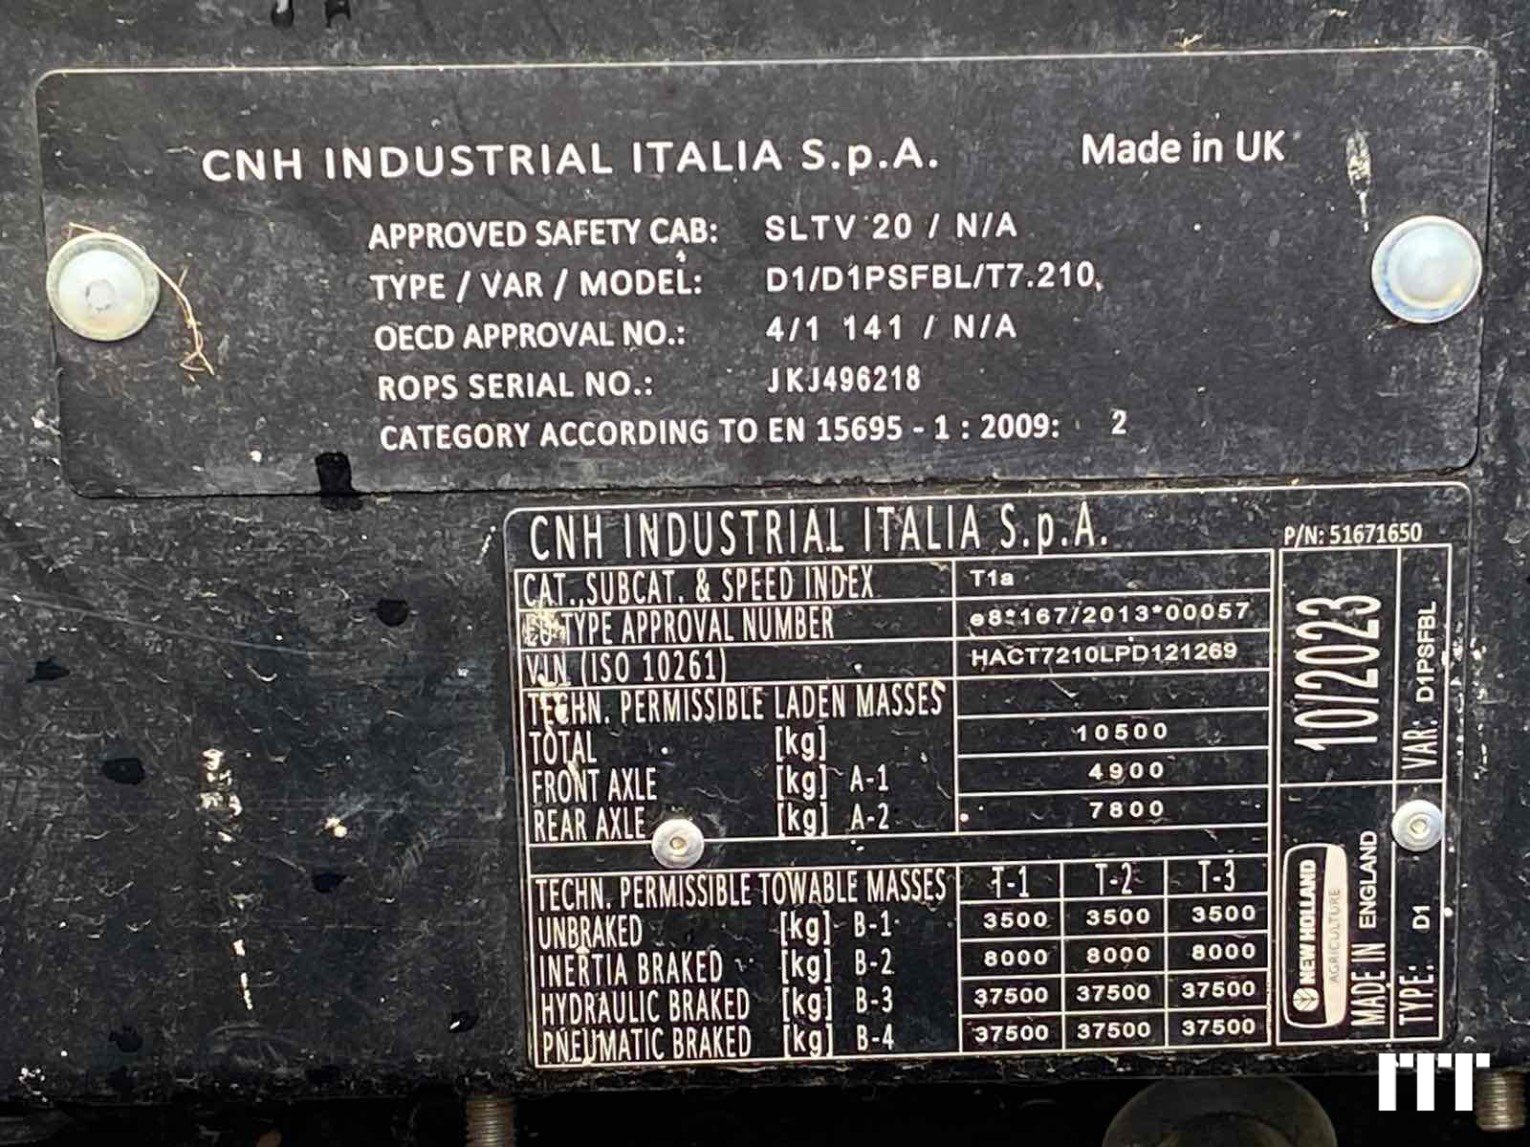 CNH INDUSTRIAL ITALIA S.p.A. Made in UK
APPROVED SAFETY CAB: SLTV 20 / N/A
TYPE / VAR / MODEL: D1/D1PSFBL/T7.210,
OECD APPROVAL NO.: 4/1 141 / N/A
ROPS SERIAL NO.: JKJ496218
CATEGORY ACCORDING TO EN 15695 - 1 : 2009: 2
CNH INDUSTRIAL ITALIA S.p.A.
P/N: 51671650
CAT., SUBCAT. & SPEED INDEX T1a
EU TYPE APPROVAL NUMBER e8*167/2013*00057
VIN (ISO 10261) HACT7210LPD121269
TECHN. PERMISSIBLE LADEN MASSES
TOTAL [kg] 10500
FRONT AXLE [kg] A-1 4900
REAR AXLE [kg] A-2 7800
TECHN. PERMISSIBLE TOWABLE MASSES T-1 T-2 T-3
UNBRAKED [kg] B-1 3500 3500 3500
INERTIA BRAKED [kg] B-2 8000 8000 8000
HYDRAULIC BRAKED [kg] B-3 37500 37500 37500
PNEUMATIC BRAKED [kg] B-4 37500 37500 37500
10/2023
VAR: D1PSFBL
NEW HOLLAND
AGRICULTURE
MADE IN ENGLAND
TYPE: D1